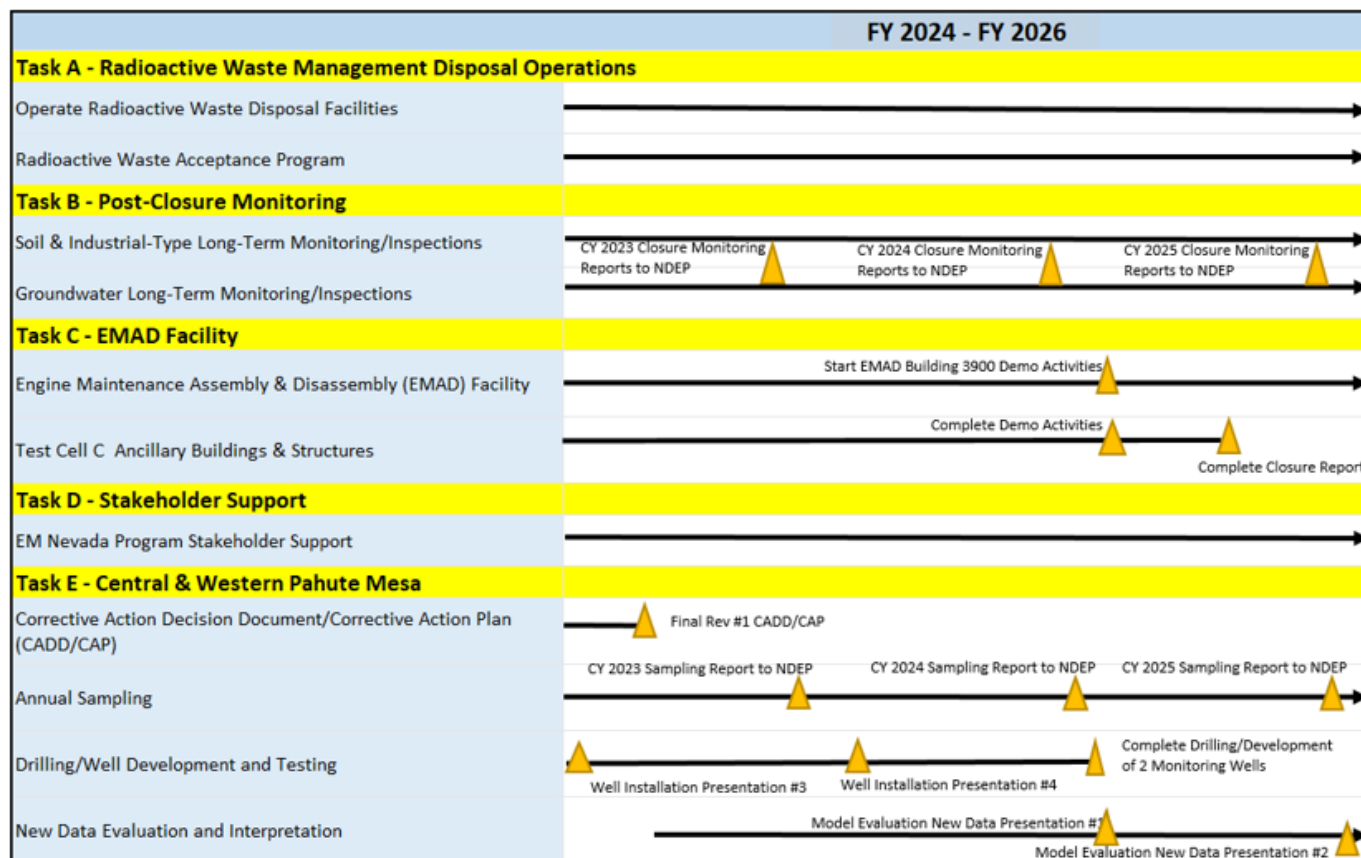 FY 2024 - FY 2026
Task A - Radioactive Waste Management Disposal Operations
Operate Radioactive Waste Disposal Facilities
Radioactive Waste Acceptance Program
Task B - Post-Closure Monitoring
Soil & Industrial-Type Long-Term Monitoring/Inspections
CY 2023 Closure Monitoring
Reports to NDEP
CY 2024 Closure Monitoring
Reports to NDEP
CY 2025 Closure Monitoring
Reports to NDEP
Groundwater Long-Term Monitoring/Inspections
Task C - EMAD Facility
Engine Maintenance Assembly & Disassembly (EMAD) Facility
Start EMAD Building 3900 Demo Activities
Test Cell C Ancillary Buildings & Structures
Complete Demo Activities
Complete Closure Report
Task D - Stakeholder Support
EM Nevada Program Stakeholder Support
Task E - Central & Western Pahute Mesa
Corrective Action Decision Document/Corrective Action Plan
(CADD/CAP)
Final Rev #1 CADD/CAP
Annual Sampling
CY 2023 Sampling Report to NDEP
CY 2024 Sampling Report to NDEP
CY 2025 Sampling Report to NDEP
Drilling/Well Development and Testing
Well Installation Presentation #3
Well Installation Presentation #4
Complete Drilling/Development
of 2 Monitoring Wells
New Data Evaluation and Interpretation
Model Evaluation New Data Presentation #1
Model Evaluation New Data Presentation #2